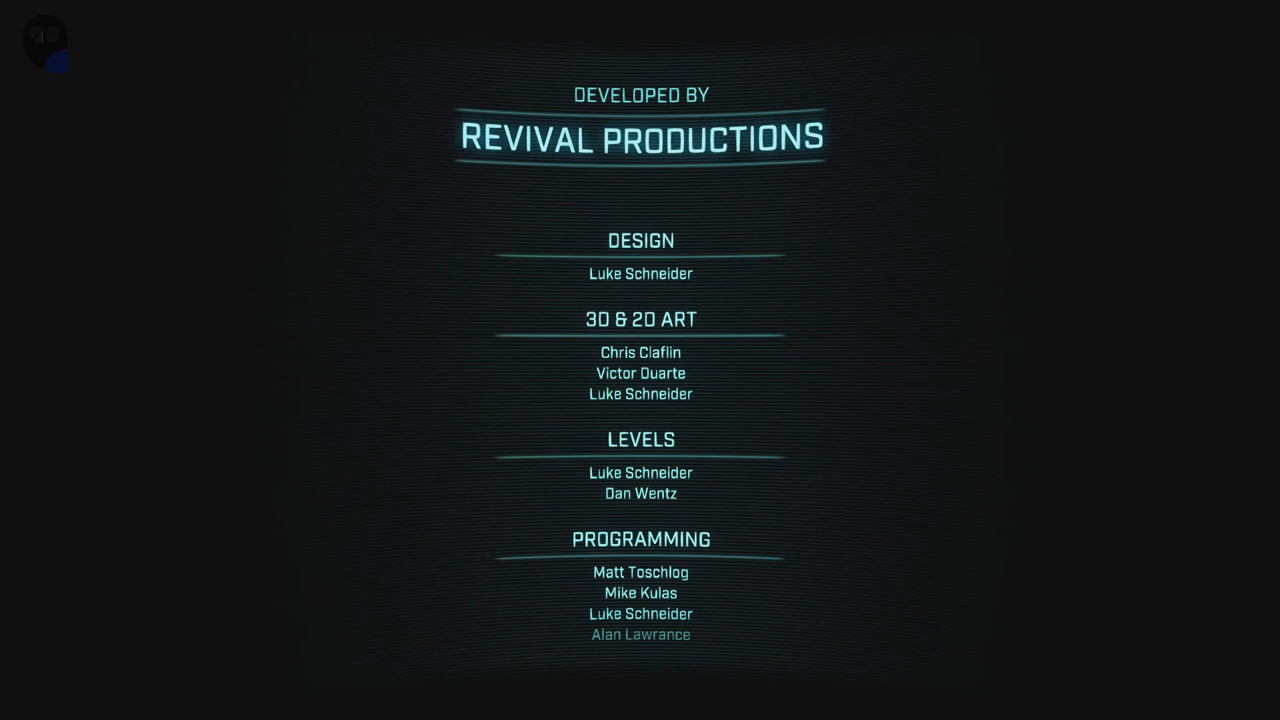 DEVELOPED BY
REVIVAL PRODUCTIONS
DESIGN
Luke Schneider
3D & 2D ART
Chris Claflin
Victor Duarte
Luke Schneider
LEVELS
Luke Schneider
Dan Wentz
PROGRAMMING
Matt Toschlog
Mike Kulas
Luke Schneider
Alan Lawrance